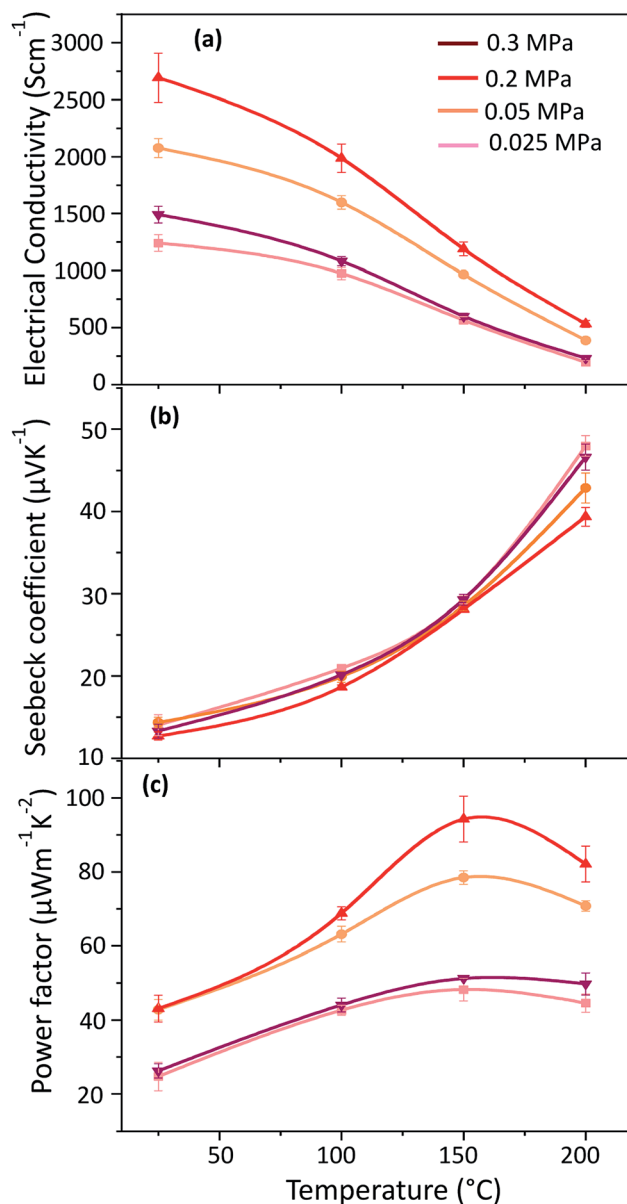 (a)
0.3 MPa
0.2 MPa
0.05 MPa
0.025 MPa
Electrical Conductivity (Scm⁻¹)
3000
2500
2000
1500
1000
500
0
(b)
Seebeck coefficient (µVK⁻¹)
50
40
30
20
10
(c)
Power factor (µWm⁻¹K⁻²)
100
80
60
40
20
50 100 150 200
Temperature (°C)